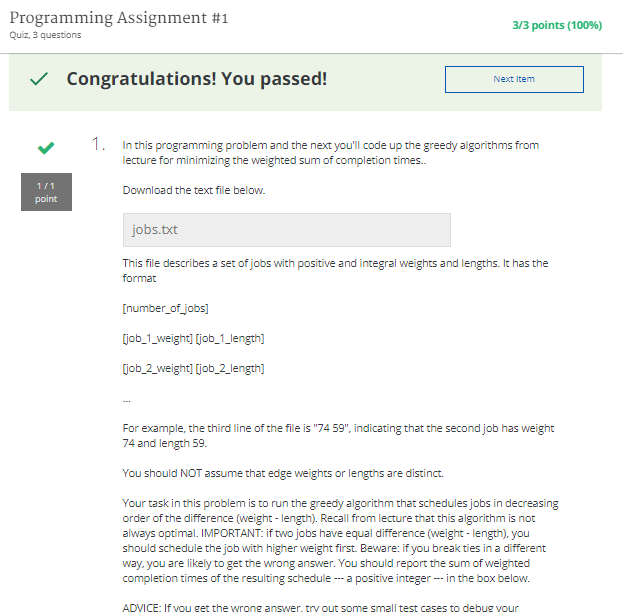 Programming Assignment #1
Quiz, 3 questions
3/3 points (100%)
Congratulations! You passed!
Next Item
1 / 1
point
1.
In this programming problem and the next you'll code up the greedy algorithms from
lecture for minimizing the weighted sum of completion times..
Download the text file below.
jobs.txt
This file describes a set of jobs with positive and integral weights and lengths. It has the
format
[number_of_jobs]
[job_1_weight] [job_1_length]
[job_2_weight] [job_2_length]
...
For example, the third line of the file is "74 59", indicating that the second job has weight
74 and length 59.
You should NOT assume that edge weights or lengths are distinct.
Your task in this problem is to run the greedy algorithm that schedules jobs in decreasing
order of the difference (weight - length). Recall from lecture that this algorithm is not
always optimal. IMPORTANT: if two jobs have equal difference (weight - length), you
should schedule the job with higher weight first. Beware: if you break ties in a different
way, you are likely to get the wrong answer. You should report the sum of weighted
completion times of the resulting schedule --- a positive integer --- in the box below.
ADVICE: If you get the wrong answer, try out some small test cases to debug your